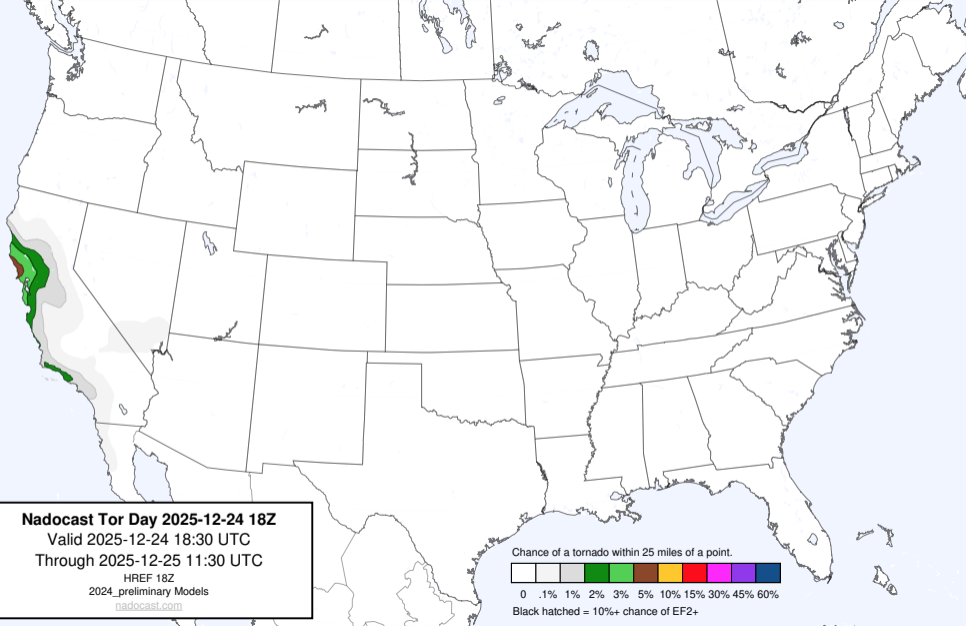 Nadocast Tor Day 2025-12-24 18Z
Valid 2025-12-24 18:30 UTC
Through 2025-12-25 11:30 UTC
HREF 18Z
2024_preliminary Models
nadocast.com
Chance of a tornado within 25 miles of a point.
0 .1% 1% 2% 3% 5% 10% 15% 30% 45% 60%
Black hatched = 10%+ chance of EF2+